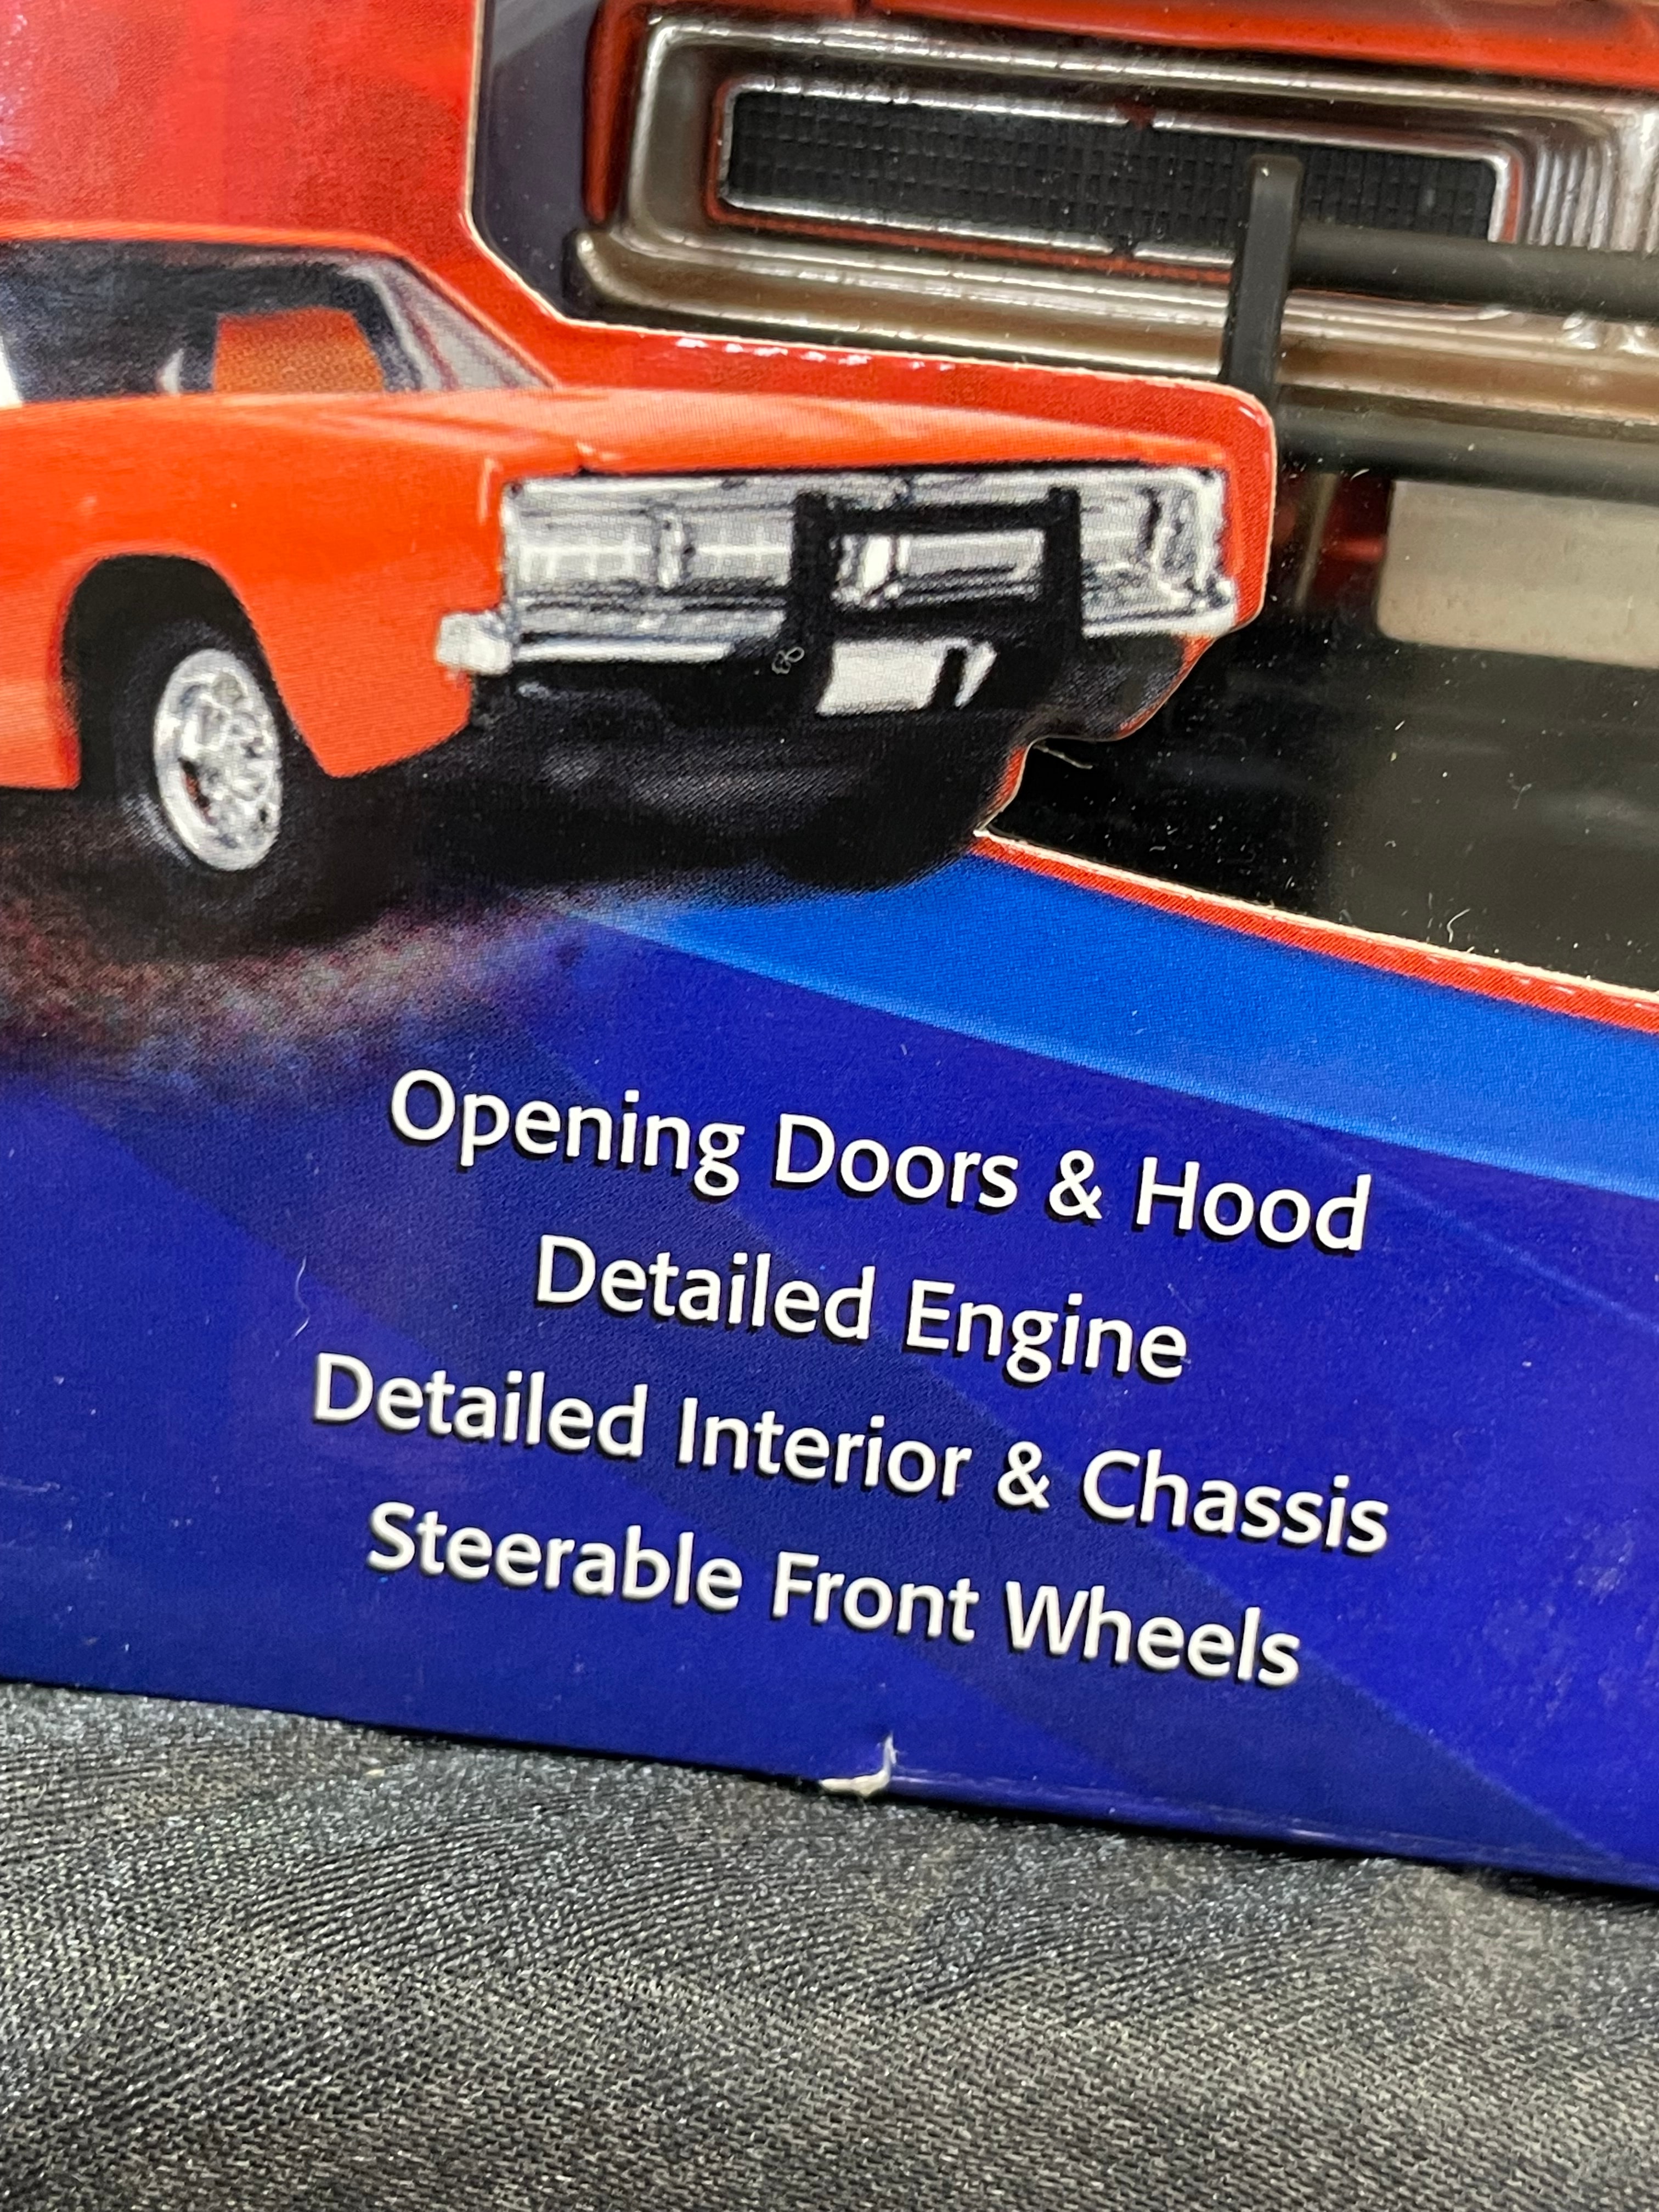 Opening Doors & Hood
Detailed Engine
Detailed Interior & Chassis
Steerable Front Wheels